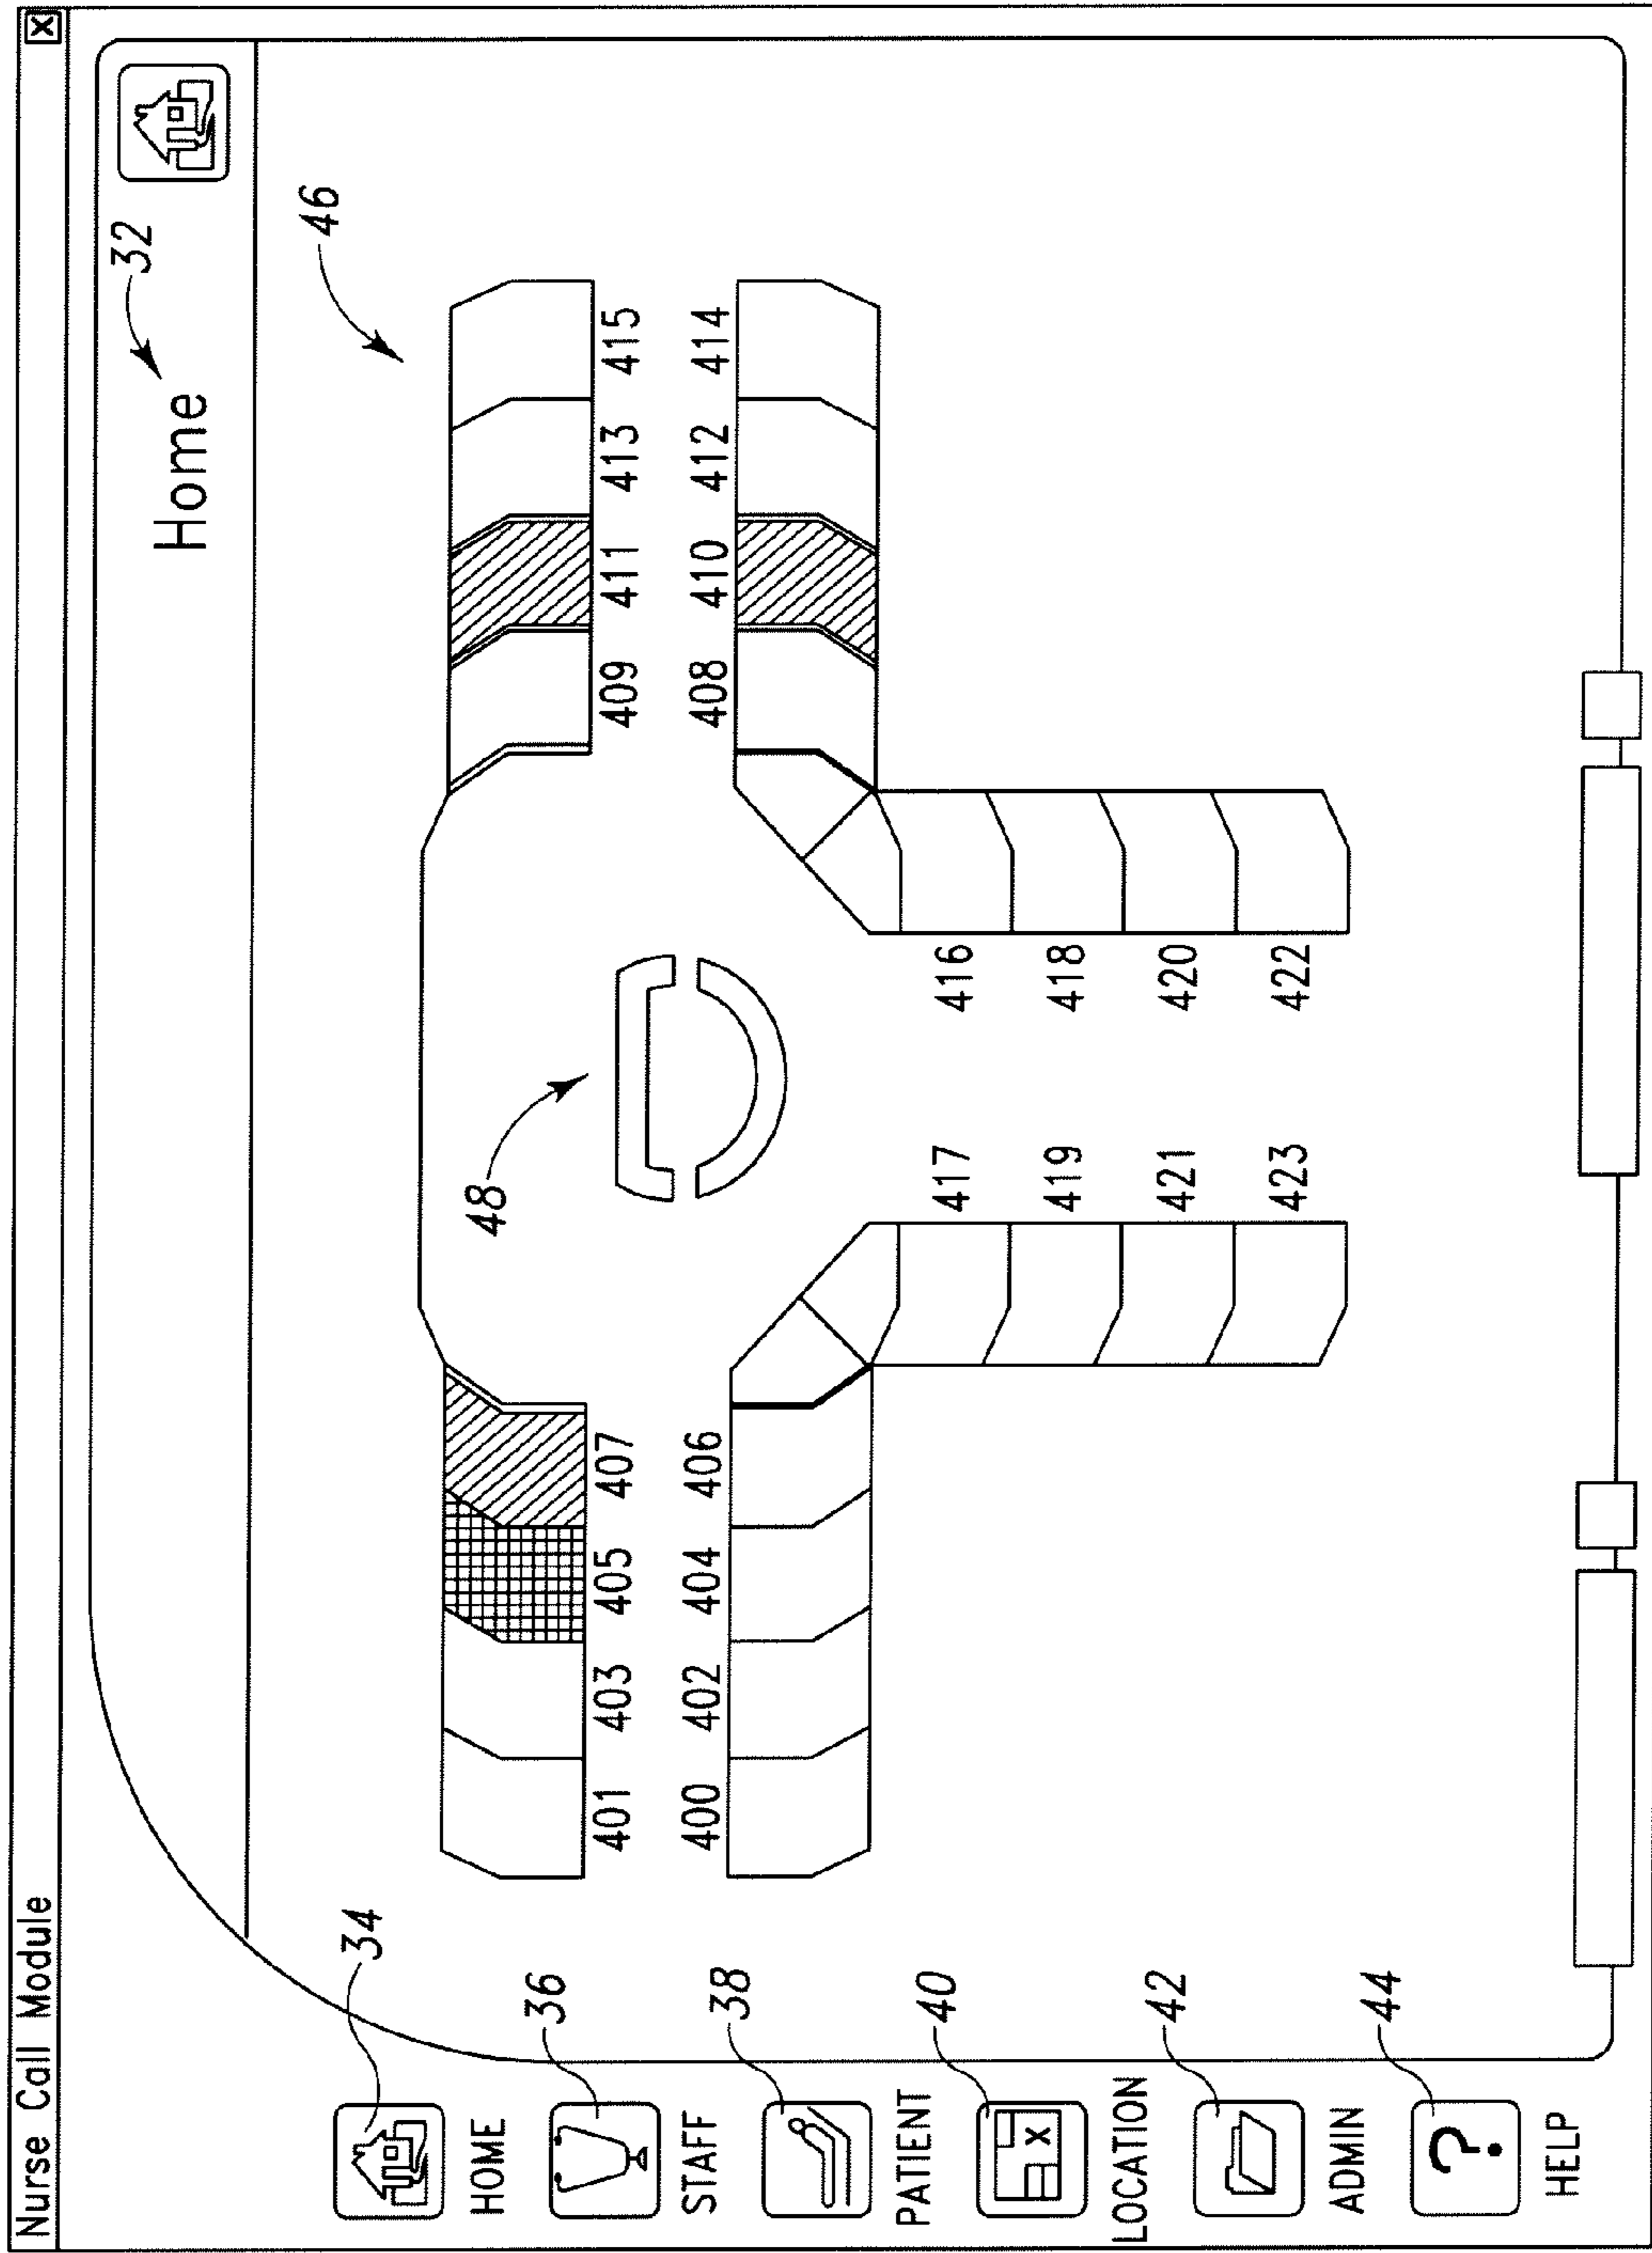 Nurse Call Module X
Home 32
34
HOME
46
36
STAFF
48
401 403 405 407 409 411 413 415
38
PATIENT
400 402 404 406 408 410 412 414
40
X
LOCATION
417 416
419 418
42
ADMIN
421 420
423 422
44
?
HELP